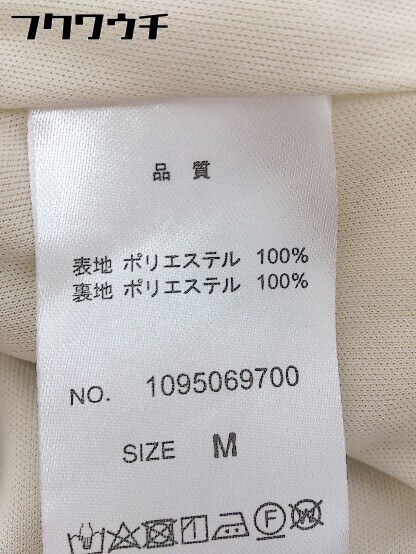 フクワウチ
品 質
表地 ポリエステル 100%
裏地 ポリエステル 100%
NO. 1095069700
SIZE M